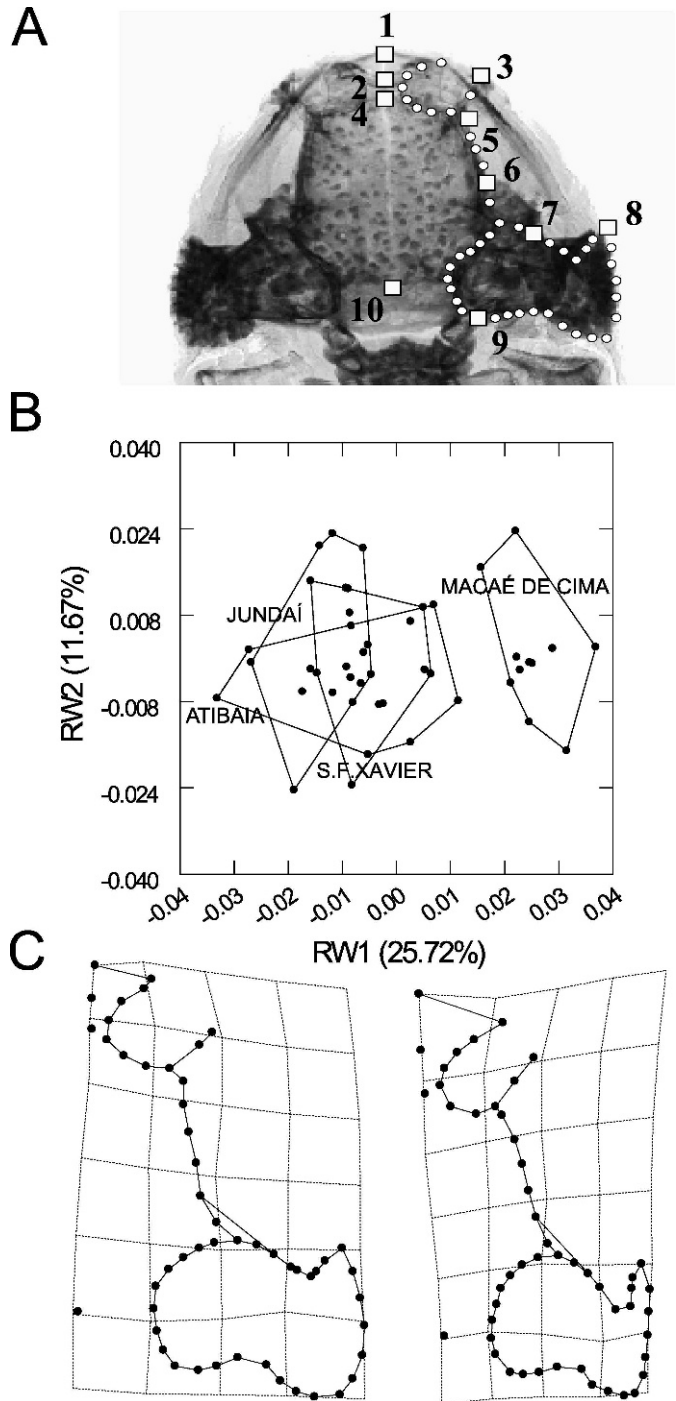 A
1
2
3
4
5
6
7
8
10
9
B
0.040
0.024
0.008
-0.008
-0.024
-0.040
RW2 (11.67%)
MACAÉ DE CIMA
JUNDAÍ
ATIBAIA
S.F.XAVIER
-0.04 -0.03 -0.02 -0.01 0.00 0.01 0.02 0.03 0.04
RW1 (25.72%)
C